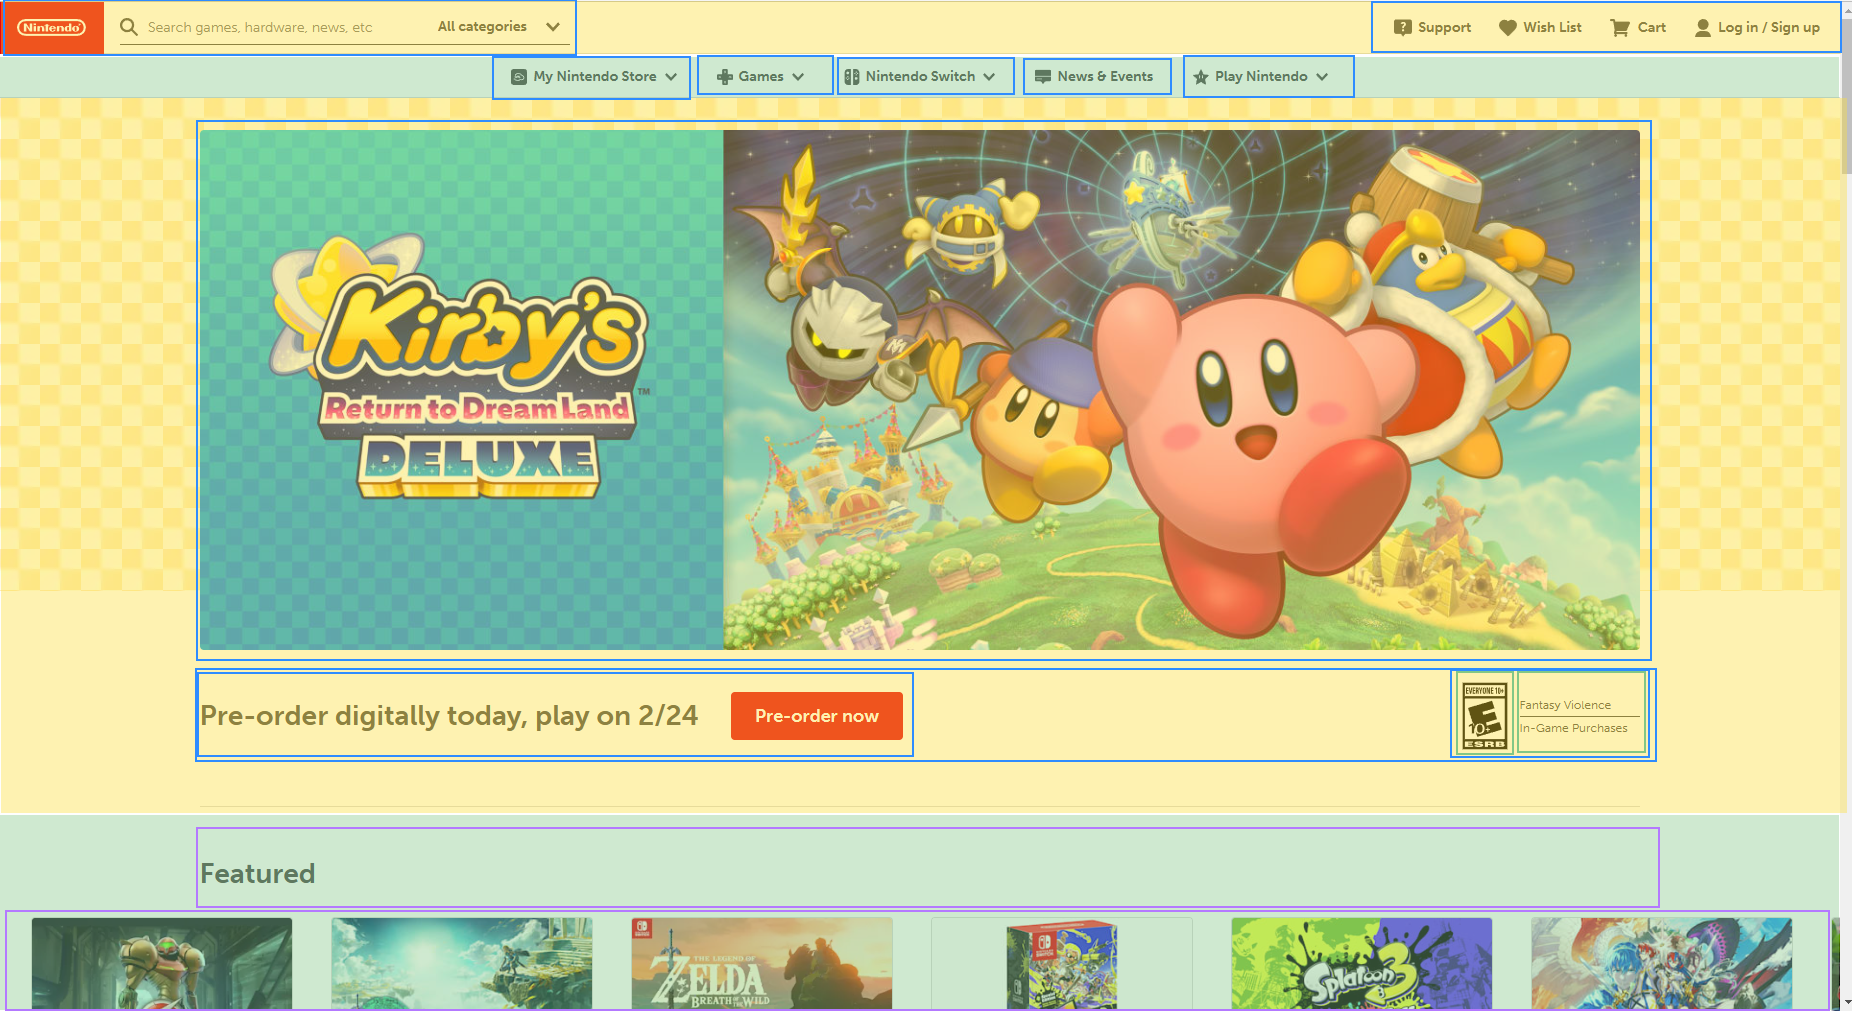 Nintendo
Search games, hardware, news, etc
All categories
Support
Wish List
Cart
Log in / Sign up
My Nintendo Store
Games
Nintendo Switch
News & Events
Play Nintendo
Kirby's
Return to Dream Land
TM
DELUXE
Pre-order digitally today, play on 2/24
Pre-order now
EVERYONE 10+
E
10+
ESRB
Fantasy Violence
In-Game Purchases
Featured
THE LEGEND OF
ZELDA
BREATH OF THE WILD
Splatoon 3